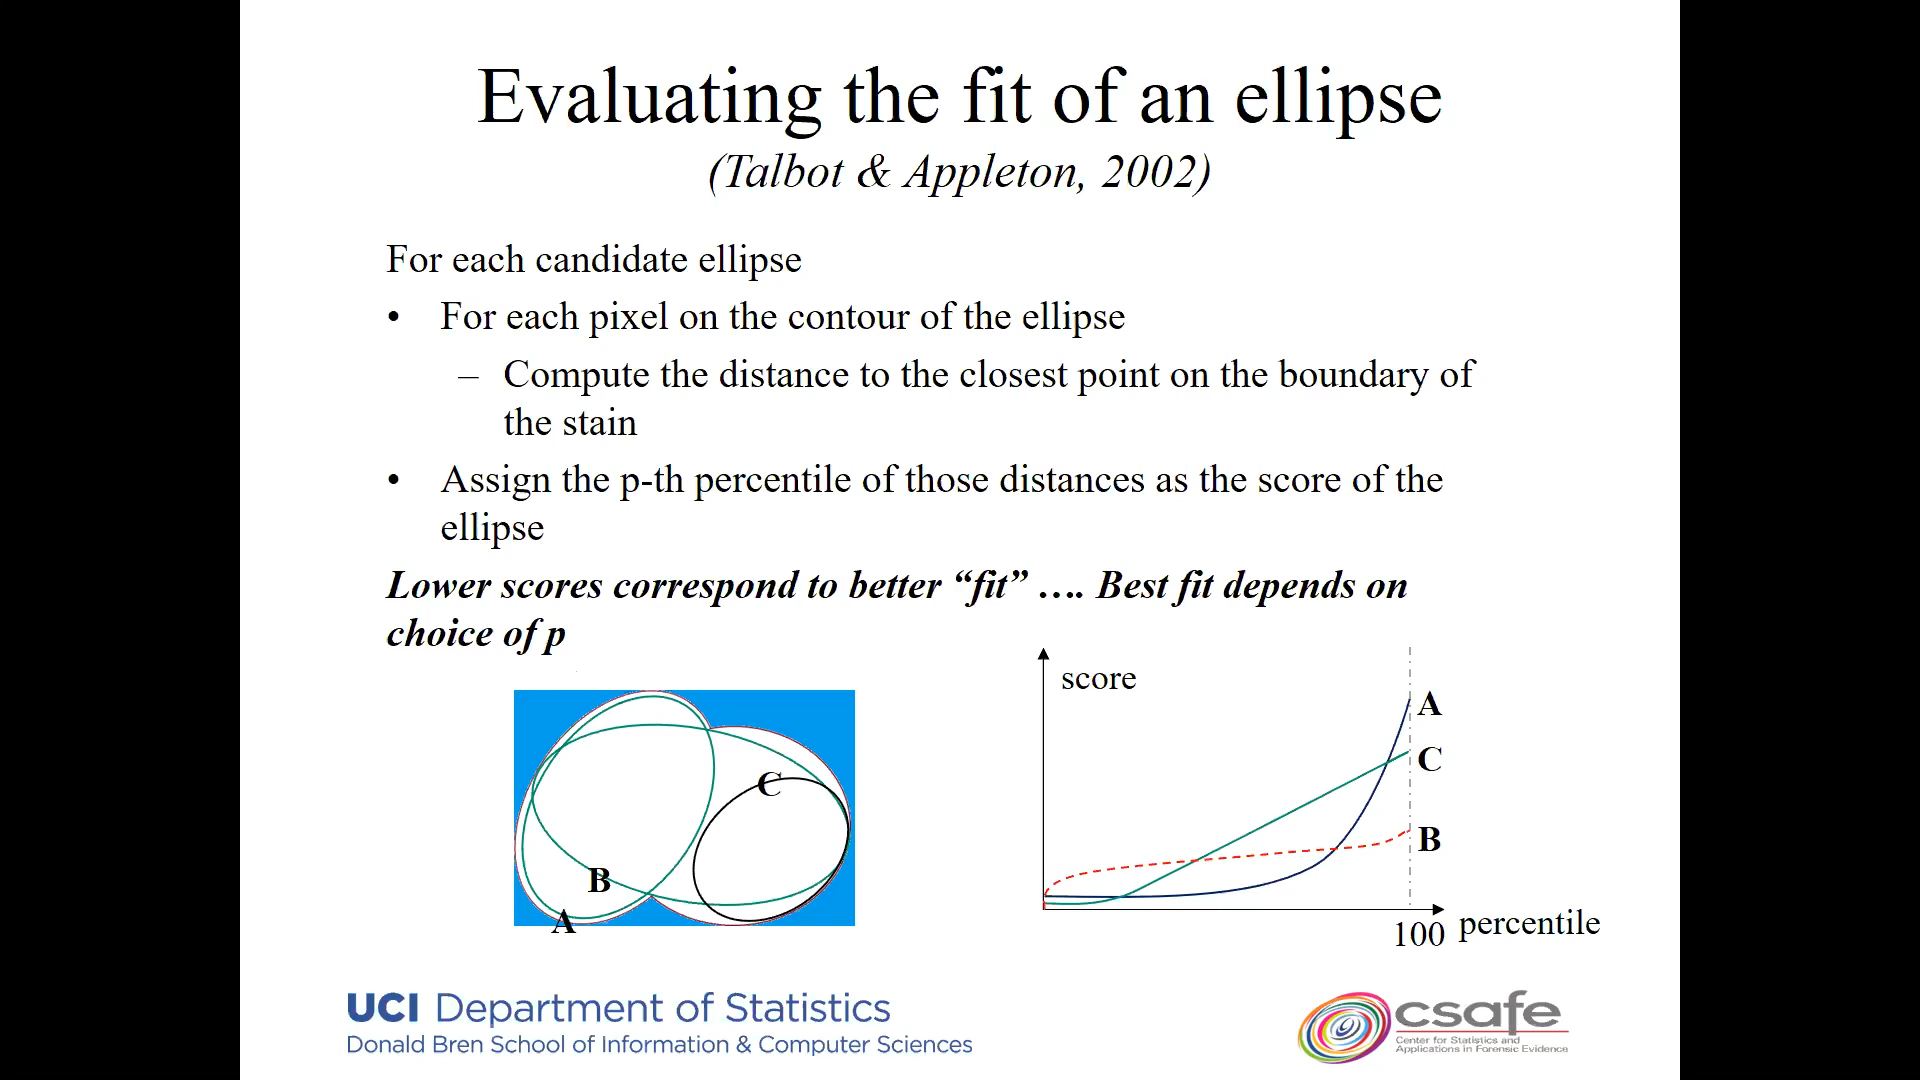 Evaluating the fit of an ellipse
(Talbot & Appleton, 2002)
For each candidate ellipse
• For each pixel on the contour of the ellipse
– Compute the distance to the closest point on the boundary of
the stain
• Assign the p-th percentile of those distances as the score of the
ellipse
Lower scores correspond to better “fit” …. Best fit depends on
choice of p
C
B
A
score
A
C
B
100
percentile
UCI Department of Statistics
Donald Bren School of Information & Computer Sciences
csafe
Center for Statistics and
Applications in Forensic Evidence